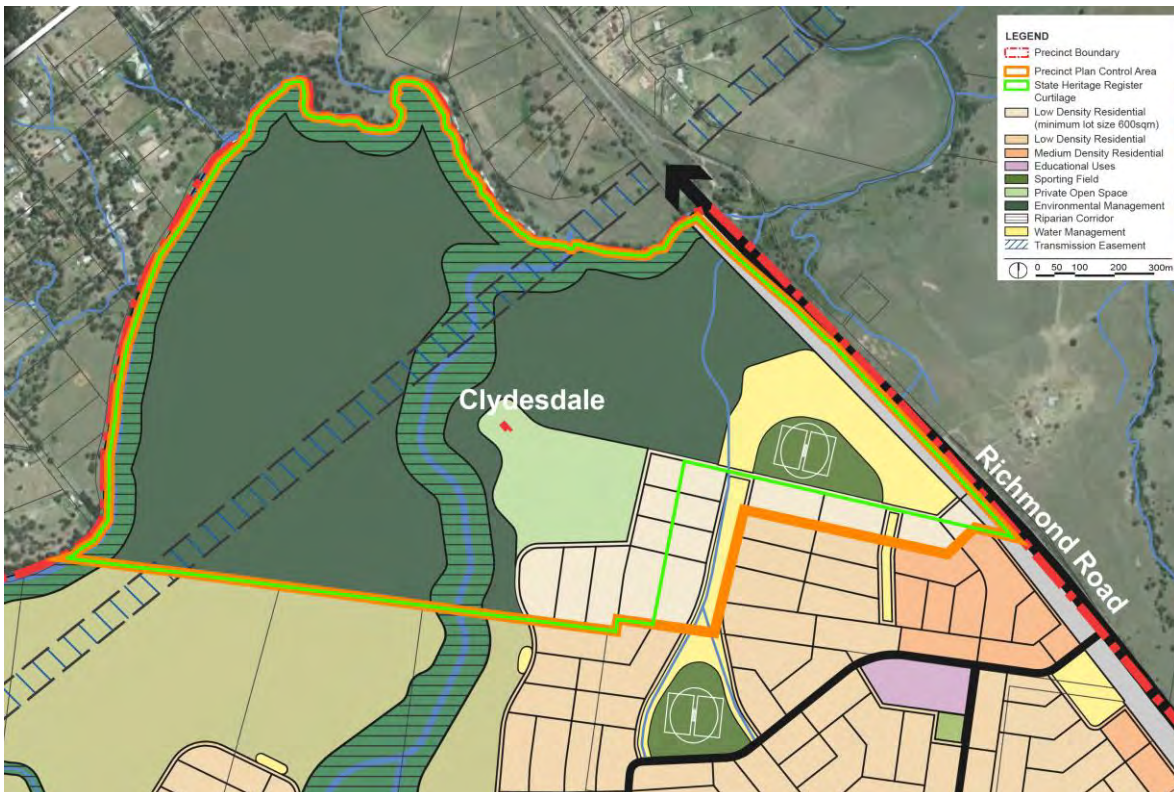 LEGEND
Precinct Boundary
Precinct Plan Control Area
State Heritage Register
Curtilage
Low Density Residential
(minimum lot size 600sqm)
Low Density Residential
Medium Density Residential
Educational Uses
Sporting Field
Private Open Space
Environmental Management
Riparian Corridor
Water Management
Transmission Easement
0 50 100 200 300m
Clydesdale
Richmond Road